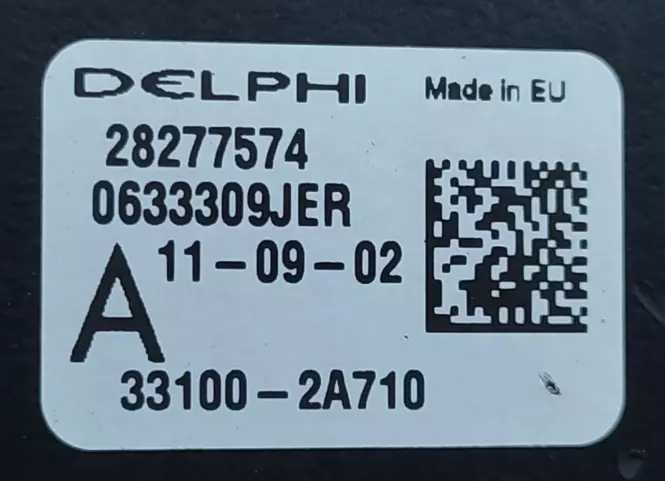 DELPHI Made in EU
28277574
0633309JER
A 11-09-02
33100-2A710